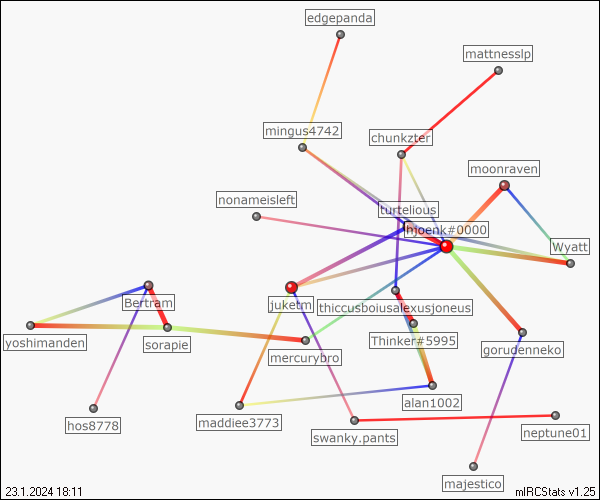 edgepanda
mattnesslp
mingus4742
chunkzter
moonraven
nonameisleft
turtelious
hjoenk#0000
Wyatt
Bertram
juketm
thiccusboiusalexusjoneus
yoshimanden
sorapie
mercurybro
Thinker#5995
gorudenneko
hos8778
maddiee3773
alan1002
swanky.pants
neptune01
majestico
23.1.2024 18:11
mIRCStats v1.25